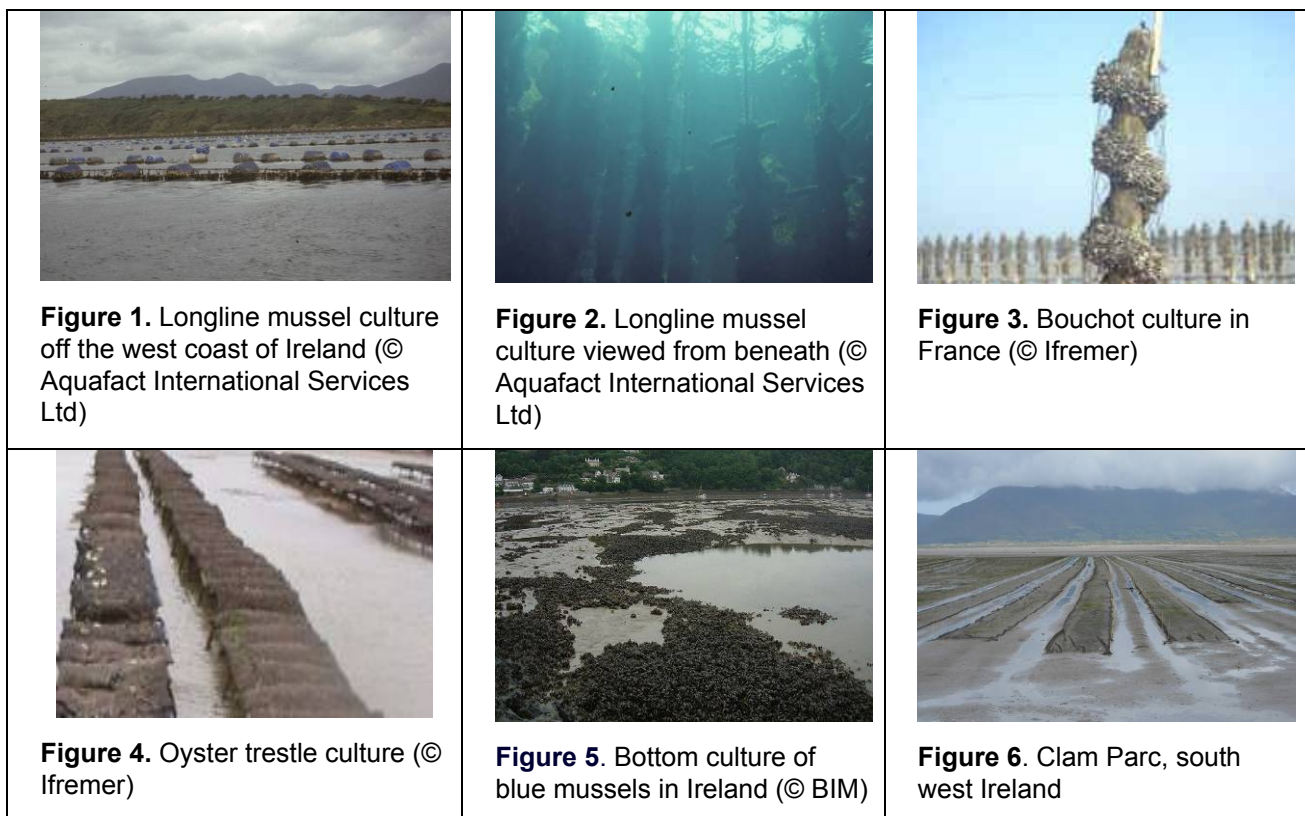 Figure 1. Longline mussel culture
off the west coast of Ireland (©
Aquafact International Services
Ltd)
Figure 2. Longline mussel
culture viewed from beneath (©
Aquafact International Services
Ltd)
Figure 3. Bouchot culture in
France (© Ifremer)
Figure 4. Oyster trestle culture (©
Ifremer)
Figure 5. Bottom culture of
blue mussels in Ireland (© BIM)
Figure 6. Clam Parc, south
west Ireland